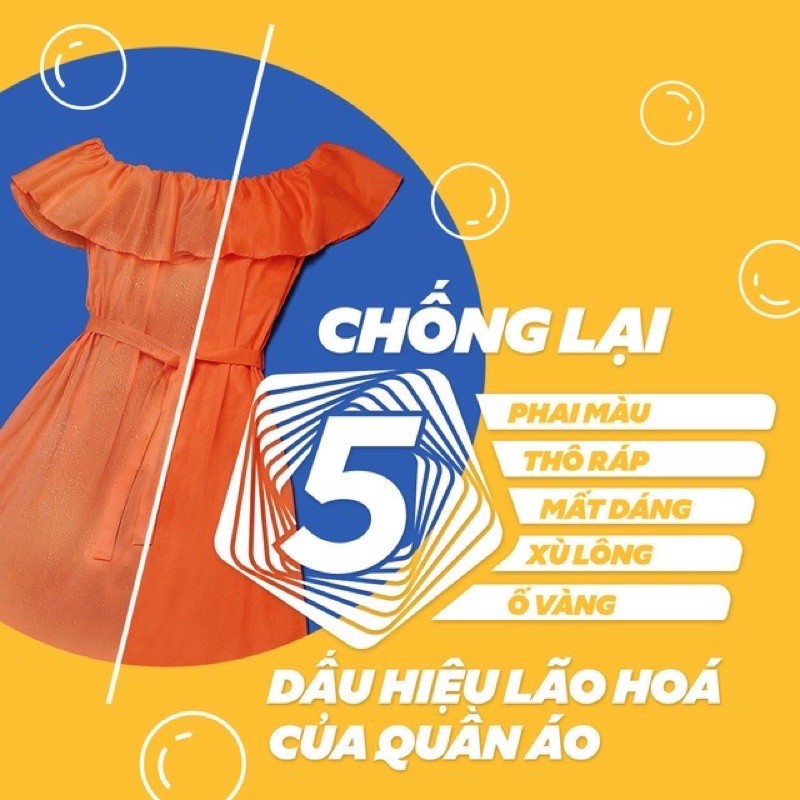 CHỐNG LẠI
5
PHAI MÀU
THÔ RÁP
MẤT DÁNG
XÙ LÔNG
Ố VÀNG
DẤU HIỆU LÃO HOÁ
CỦA QUẦN ÁO